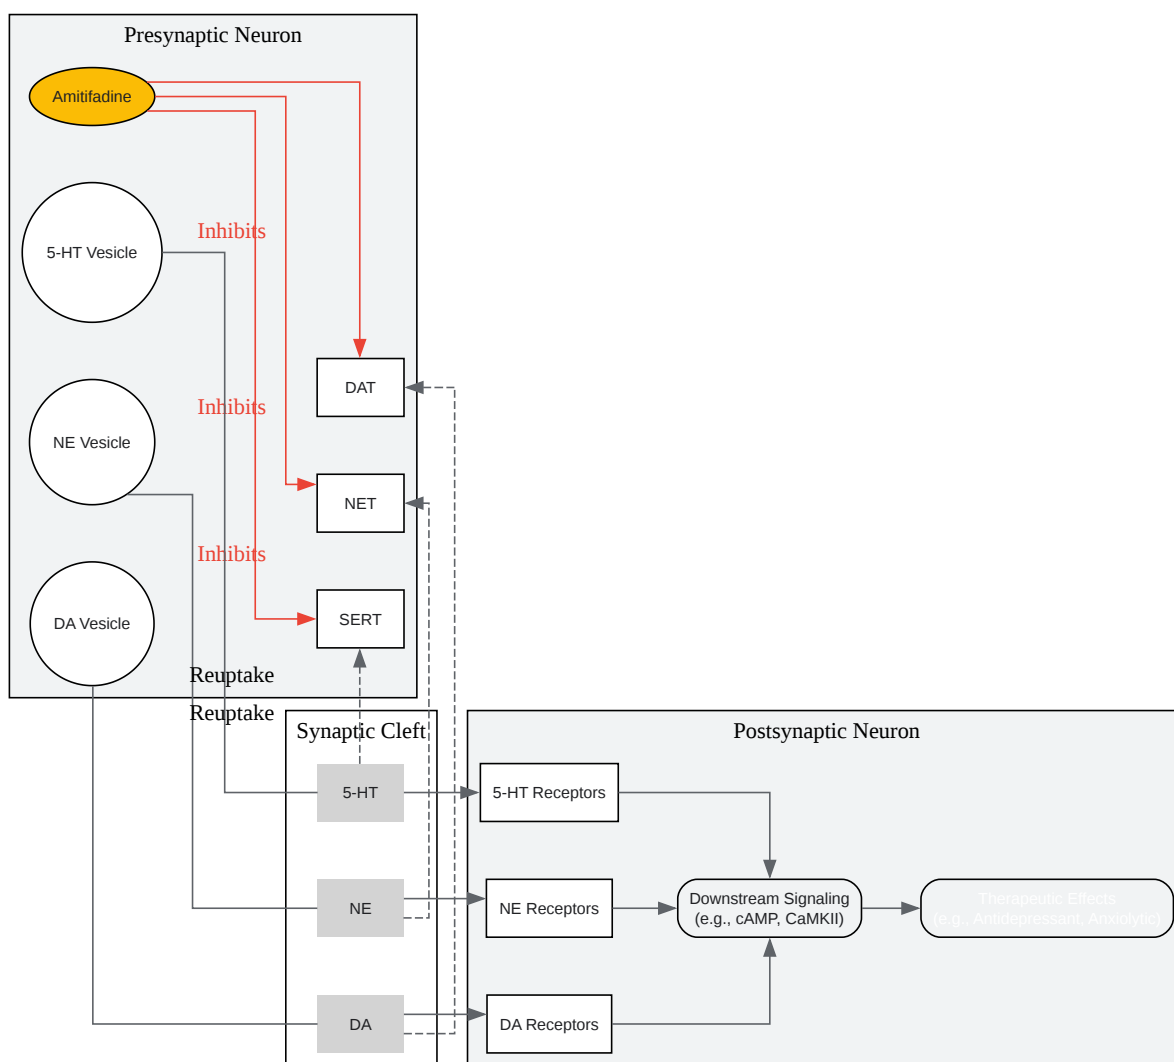 Presynaptic Neuron
Amitifadine
Inhibits
5-HT Vesicle
DAT
Inhibits
NE Vesicle
NET
Inhibits
SERT
DA Vesicle
Reuptake
Reuptake
Synaptic Cleft
Postsynaptic Neuron
5-HT
5-HT Receptors
NE
NE Receptors
Downstream Signaling
(e.g., cAMP, CaMKII)
Therapeutic Effects
(e.g., Antidepressant, Anxiolytic)
DA
DA Receptors